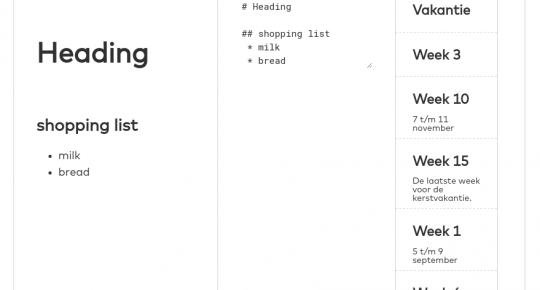 Heading
shopping list
milk
bread
# Heading
## shopping list
* milk
* bread
Vakantie
Week 3
Week 10
7 t/m 11
november
Week 15
De laatste week
voor de
kerstvakantie.
Week 1
5 t/m 9
september